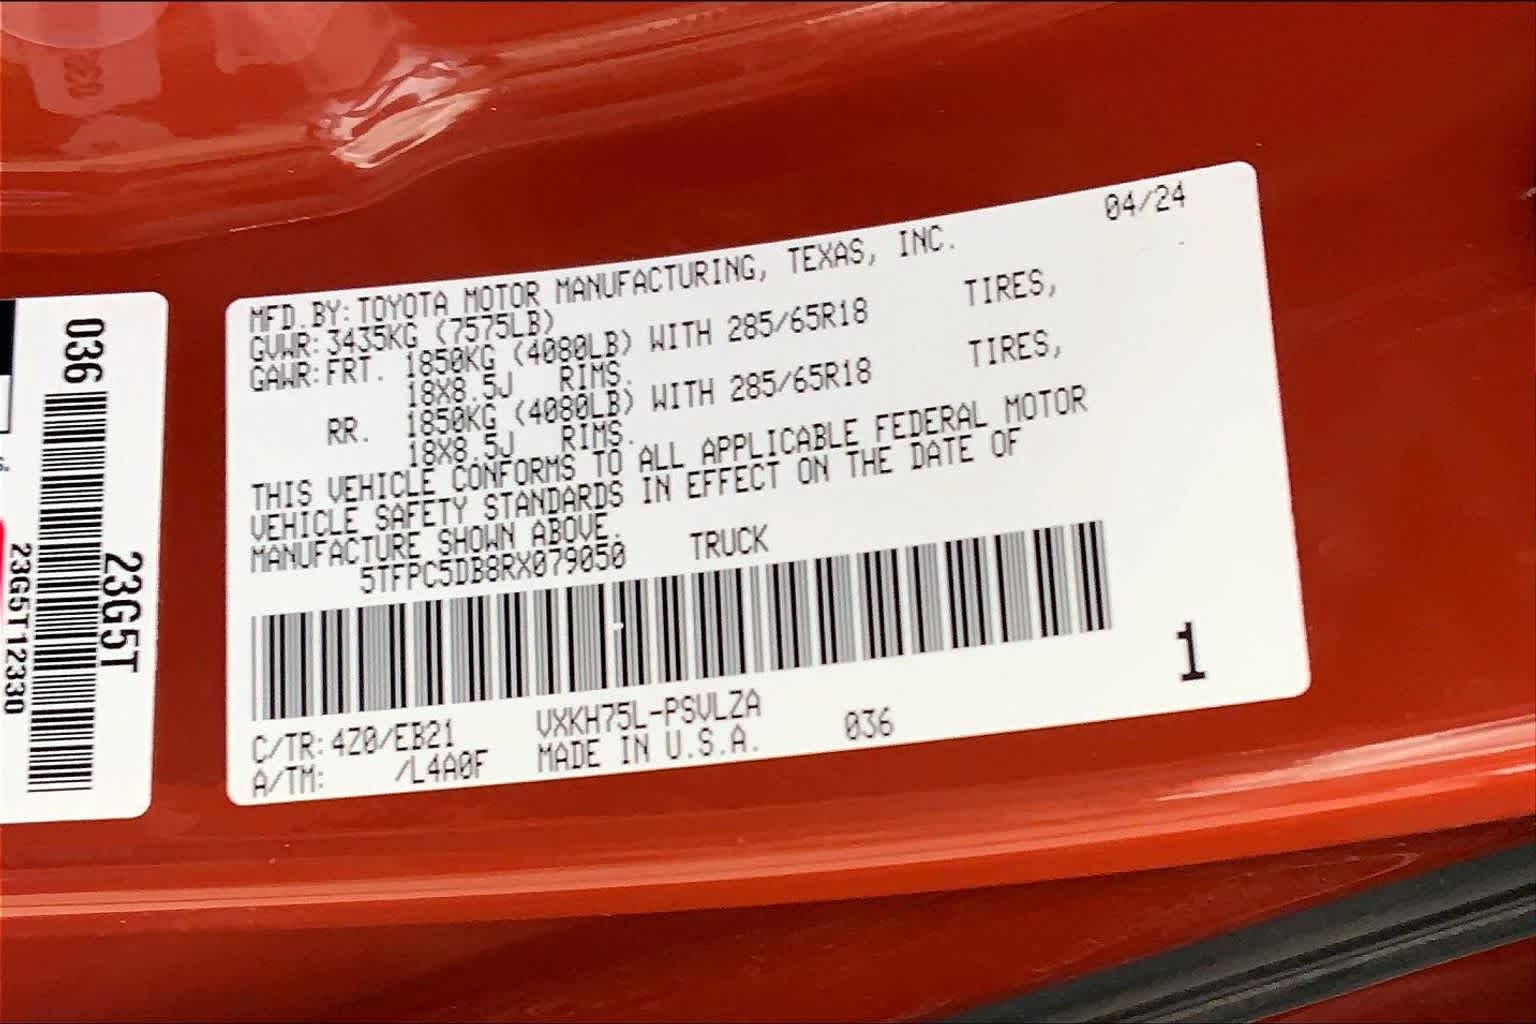 036
23G5T
23G5T12330
04/24
MFD.BY: TOYOTA MOTOR MANUFACTURING, TEXAS, INC.
GVWR: 3435KG (7575LB)
GAWR: FRT. 1850KG (4080LB) WITH 285/65R18 TIRES,
18X8.5J RIMS.
RR. 1850KG (4080LB) WITH 285/65R18 TIRES,
18X8.5J RIMS.
THIS VEHICLE CONFORMS TO ALL APPLICABLE FEDERAL MOTOR
VEHICLE SAFETY STANDARDS IN EFFECT ON THE DATE OF
MANUFACTURE SHOWN ABOVE.
5TFPC5DB8RX079050 TRUCK
1
C/TR: 4Z0/EB21 VXKH75L-PSVLZA 036
A/TM: /L4A0F MADE IN U.S.A.